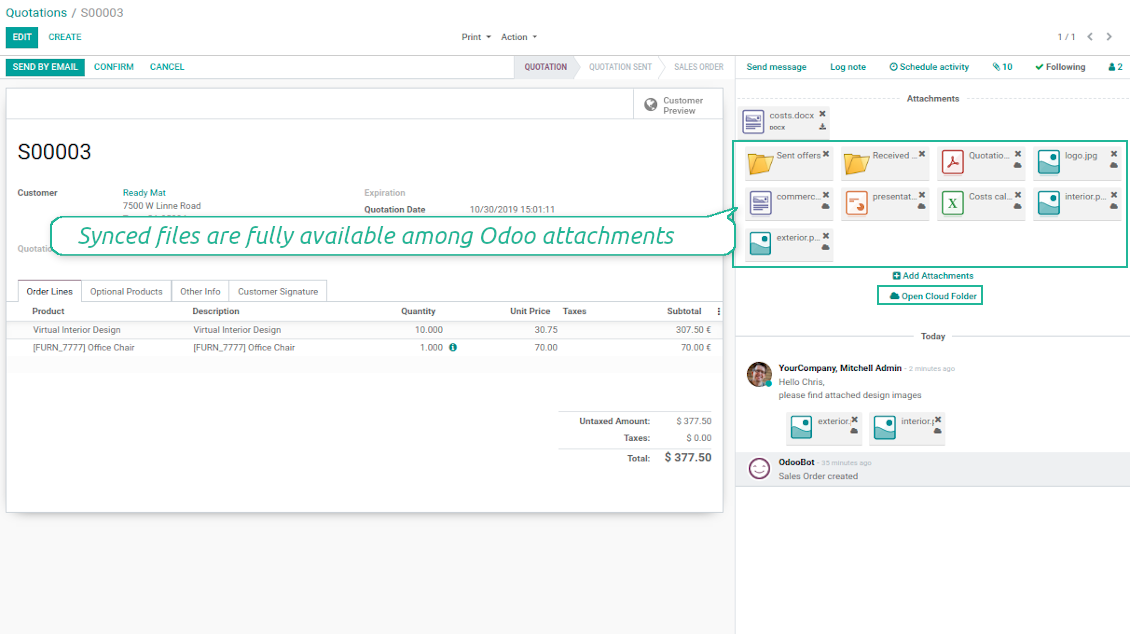 Quotations / S00003
EDIT CREATE Print Action 1 / 1
SEND BY EMAIL CONFIRM CANCEL QUOTATION QUOTATION SENT SALES ORDER
Send message Log note Schedule activity 10 Following 2
Customer
Preview
S00003
Customer Ready Mat
7500 W Linne Road
Expiration
Quotation Date 10/30/2019 15:01:11
Synced files are fully available among Odoo attachments
Order Lines Optional Products Other Info Customer Signature
Product Description Quantity Unit Price Taxes Subtotal
Virtual Interior Design Virtual Interior Design 10.000 30.75 307.50 €
[FURN_7777] Office Chair [FURN_7777] Office Chair 1.000 70.00 70.00 €
Untaxed Amount: $ 377.50
Taxes: $ 0.00
Total: $ 377.50
Attachments
costs.docx
DOCX
Sent offers Received ... Quotatio... logo.jpg
commerc... presentat... Costs cal... interior.p...
exterior.p...
Add Attachments
Open Cloud Folder
Today
YourCompany, Mitchell Admin - 2 minutes ago
Hello Chris,
please find attached design images
exterior. interior.p
OdooBot - 35 minutes ago
Sales Order created